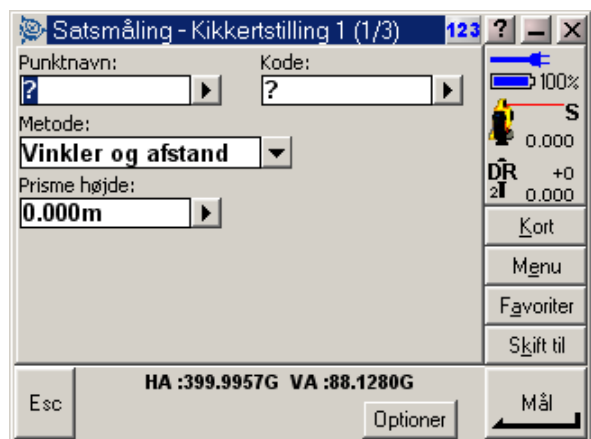 Satsmåling - Kikkertstilling 1 (1/3) 123 ?
Punktnavn: Kode:
? ?
Metode:
Vinkler og afstand
Prisme højde:
0.000m
100%
S
0.000
DR +0
2 0.000
Kort
Menu
Favoriter
Skift til
Esc
HA :399.9957G VA :88.1280G
Optioner
Mål